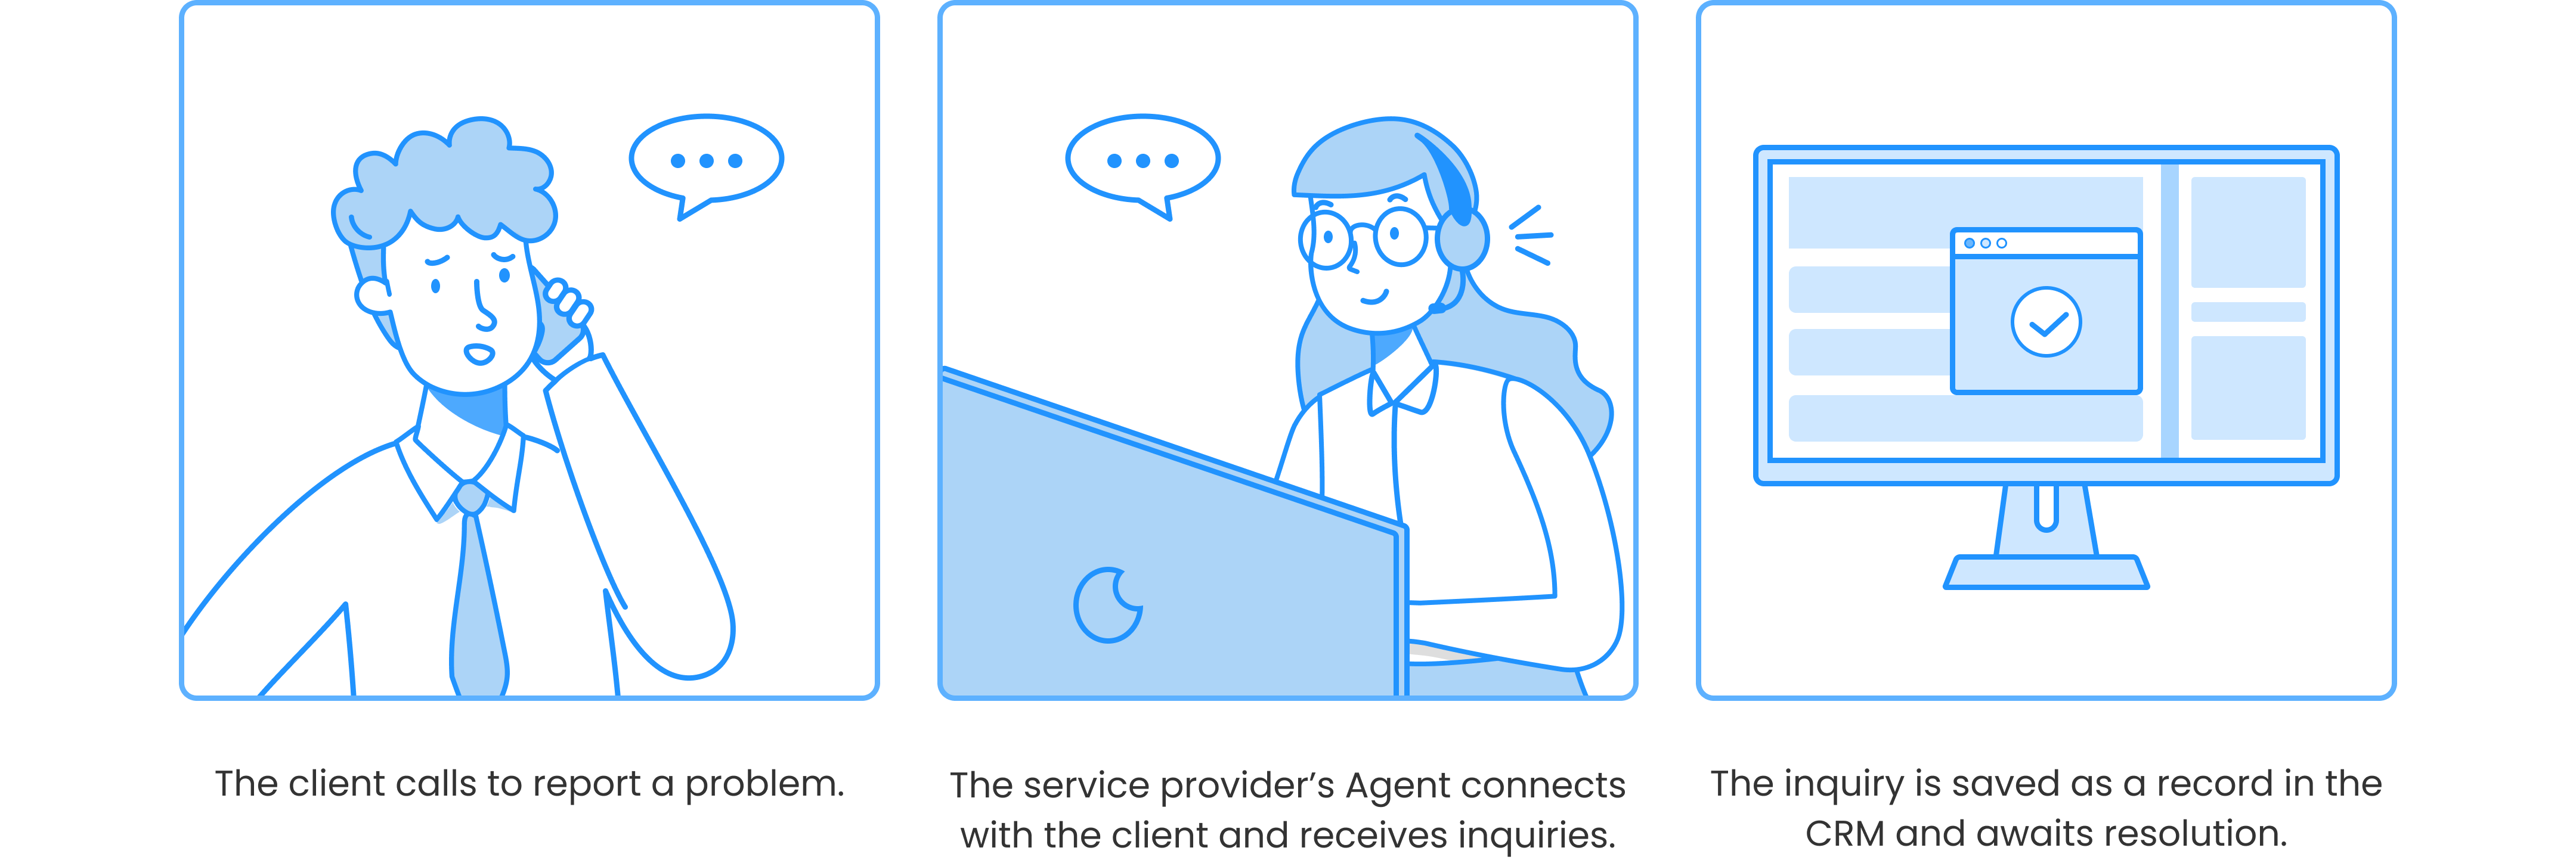 The client calls to report a problem.
The service provider’s Agent connects
with the client and receives inquiries.
The inquiry is saved as a record in the
CRM and awaits resolution.